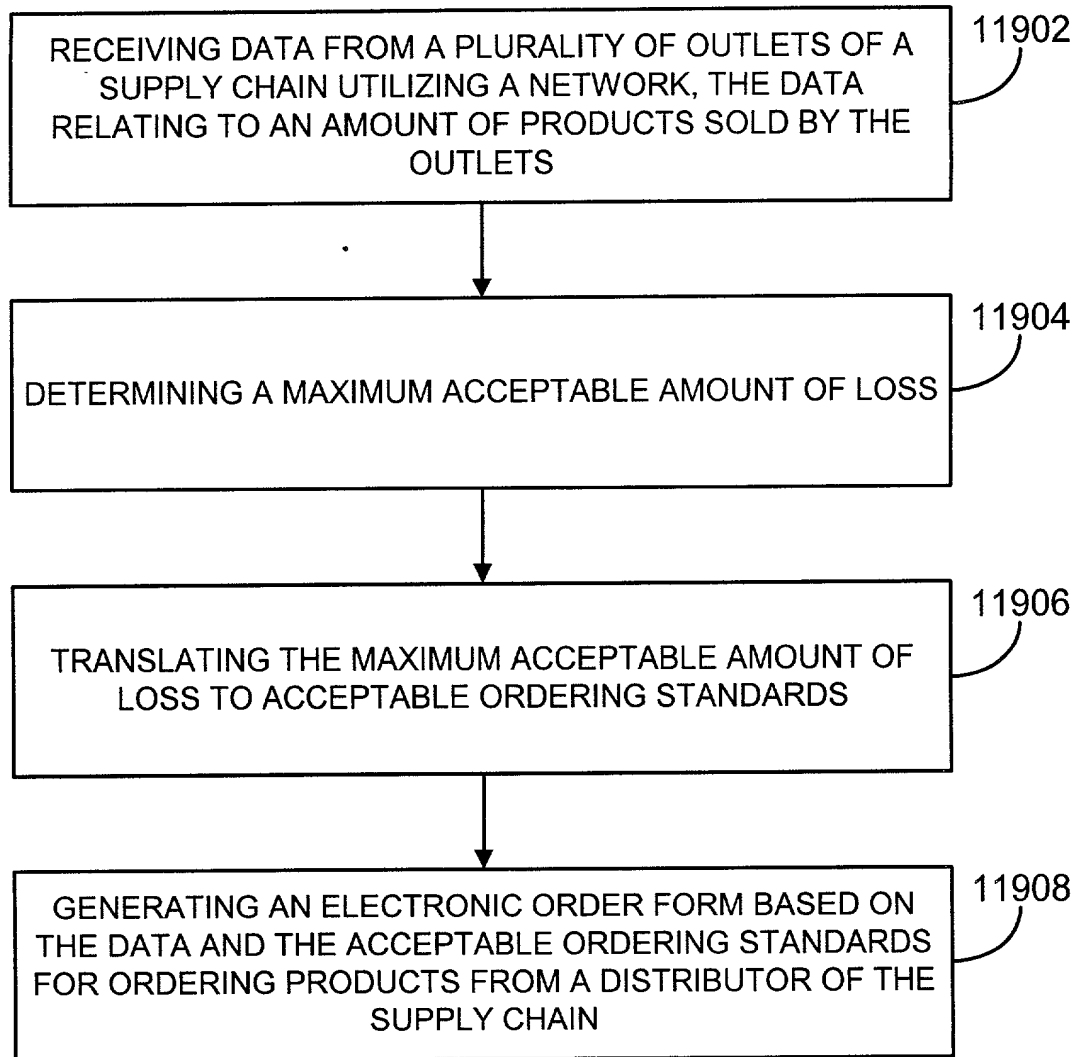 11902
RECEIVING DATA FROM A PLURALITY OF OUTLETS OF A
SUPPLY CHAIN UTILIZING A NETWORK, THE DATA
RELATING TO AN AMOUNT OF PRODUCTS SOLD BY THE
OUTLETS
11904
DETERMINING A MAXIMUM ACCEPTABLE AMOUNT OF LOSS
11906
TRANSLATING THE MAXIMUM ACCEPTABLE AMOUNT OF
LOSS TO ACCEPTABLE ORDERING STANDARDS
11908
GENERATING AN ELECTRONIC ORDER FORM BASED ON
THE DATA AND THE ACCEPTABLE ORDERING STANDARDS
FOR ORDERING PRODUCTS FROM A DISTRIBUTOR OF THE
SUPPLY CHAIN